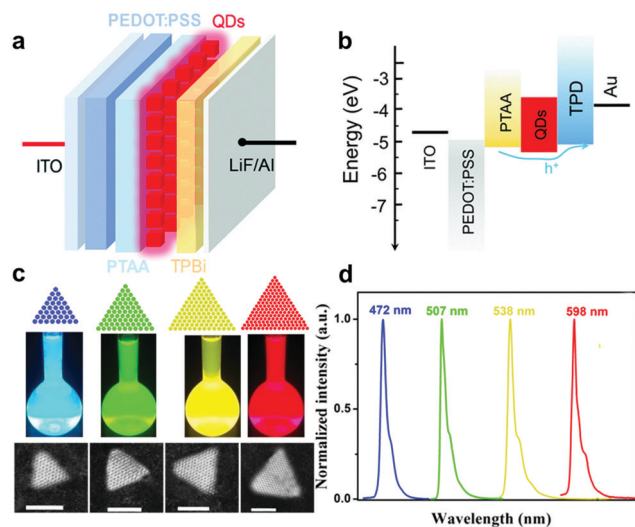 a
PEDOT:PSS QDs
ITO
LiF/Al
PTAA TPBi
b
Energy (eV)
-3
-4
-5
-6
-7
ITO
PEDOT:PSS
PTAA
QDs
TPD
Au
h⁺
c
d
Normalized intensity (a.u.)
1.0
0.5
0.0
472 nm 507 nm 538 nm 598 nm
Wavelength (nm)